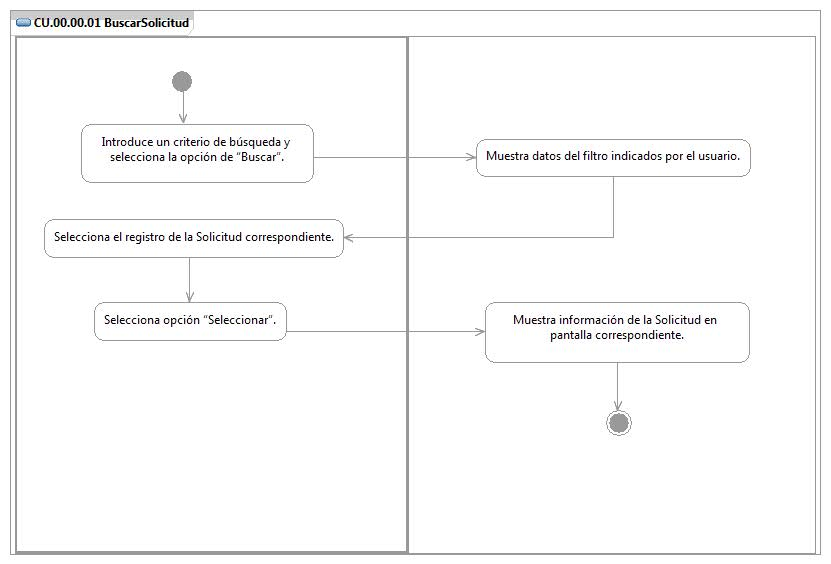 CU.00.00.01 BuscarSolicitud
Introduce un criterio de búsqueda y
selecciona la opción de “Buscar”.
Muestra datos del filtro indicados por el usuario.
Selecciona el registro de la Solicitud correspondiente.
Selecciona opción “Seleccionar”.
Muestra información de la Solicitud en
pantalla correspondiente.